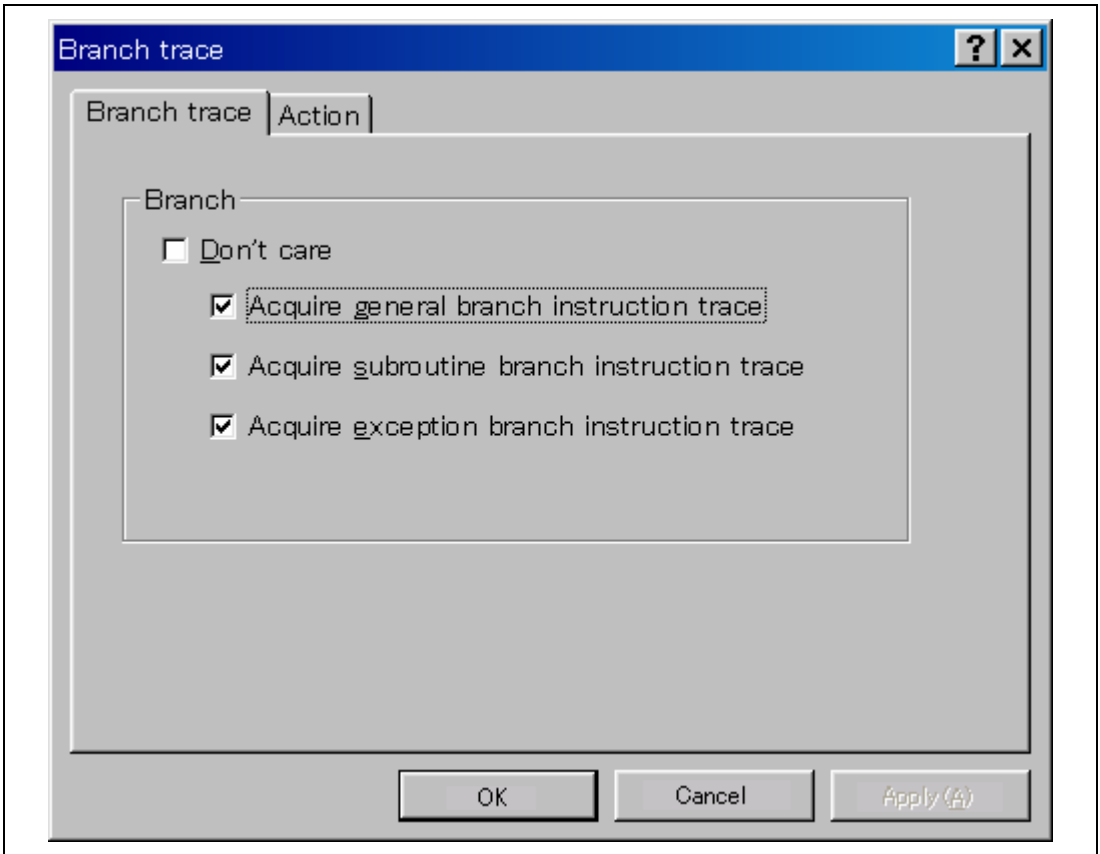 Branch trace
Branch trace Action
Branch
Don't care
Acquire general branch instruction trace
Acquire subroutine branch instruction trace
Acquire exception branch instruction trace
OK Cancel Apply(A)